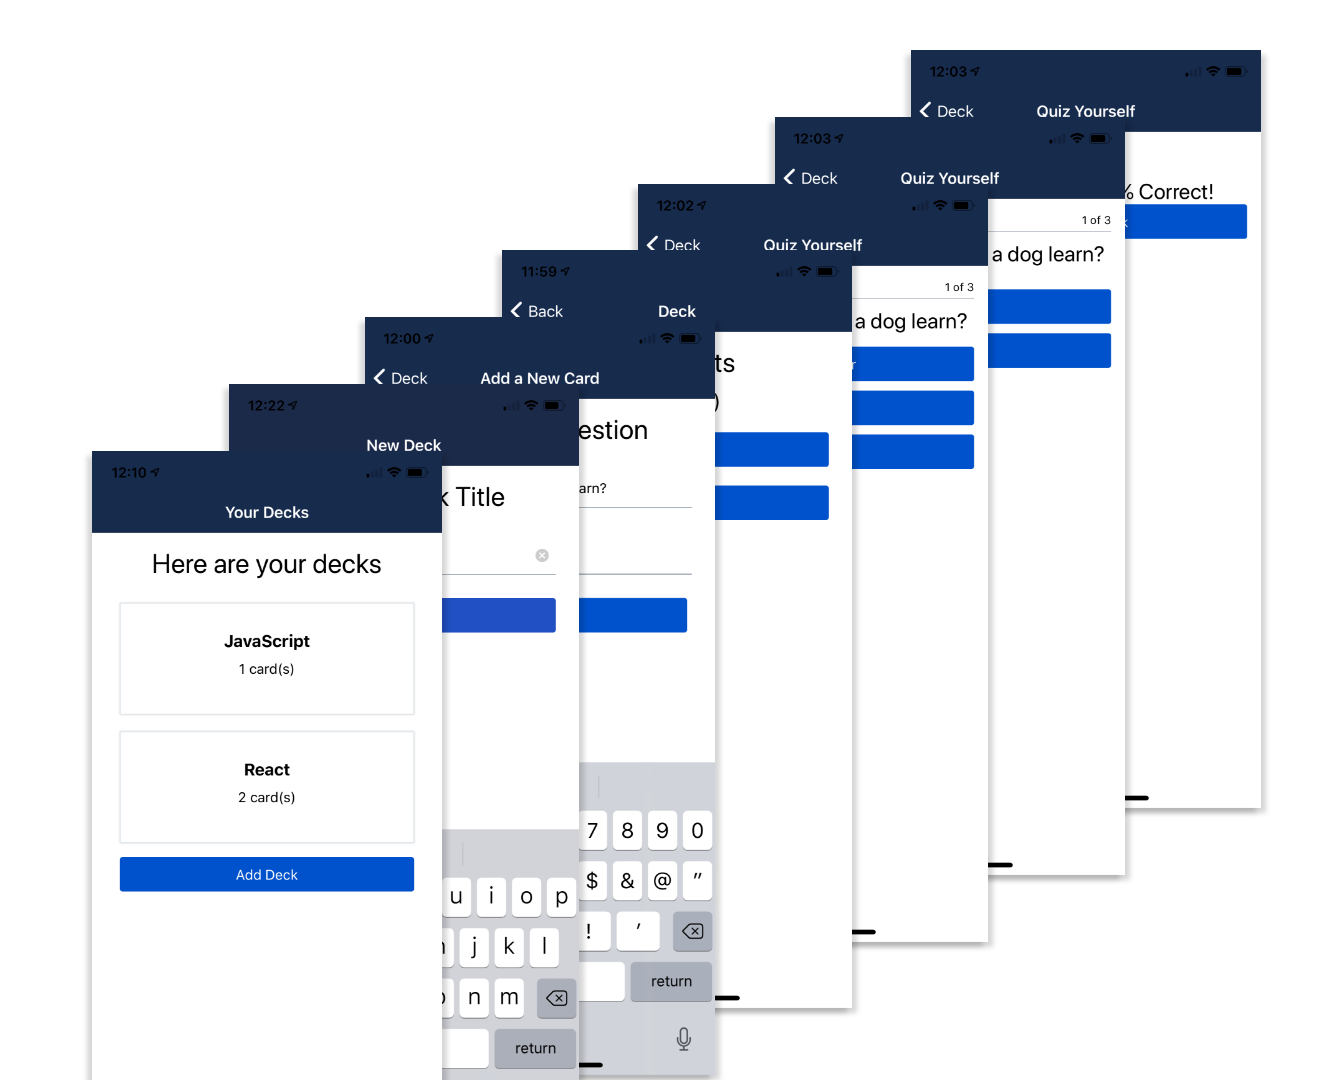 12:10
Your Decks
Here are your decks
JavaScript
1 card(s)
React
2 card(s)
Add Deck
12:22
New Deck
Title
u i o p
j k l
n m
return
12:00
Deck
Add a New Card
7 8 9 0
$ & @ "
! '
return
11:59
Back
Deck
12:02
Deck
Quiz Yourself
1 of 3
a dog learn?
12:03
Deck
Quiz Yourself
1 of 3
a dog learn?
12:03
Deck
Quiz Yourself
% Correct!